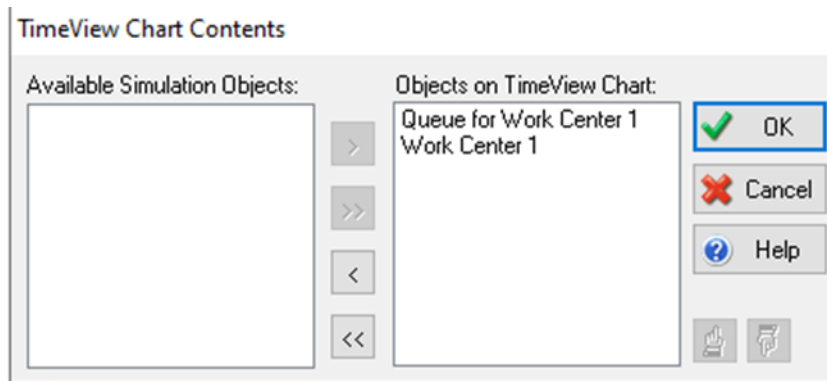 TimeView Chart Contents
Available Simulation Objects:
Objects on TimeView Chart:
Queue for Work Center 1
Work Center 1
>
>>
<
<<
OK
Cancel
Help